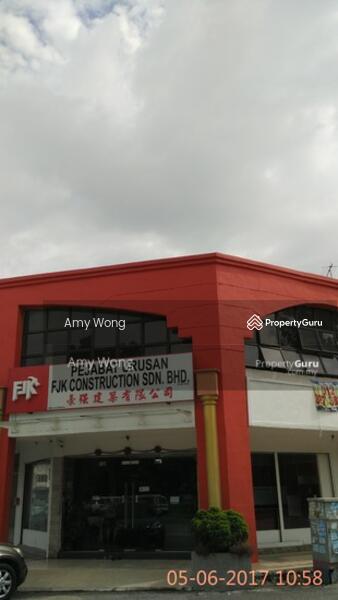 Amy Wong
PropertyGuru
PEJABAT URUSAN
FJK CONSTRUCTION SDN. BHD.
FJK
Amy Wong
PropertyGuru
05-06-2017 10:58